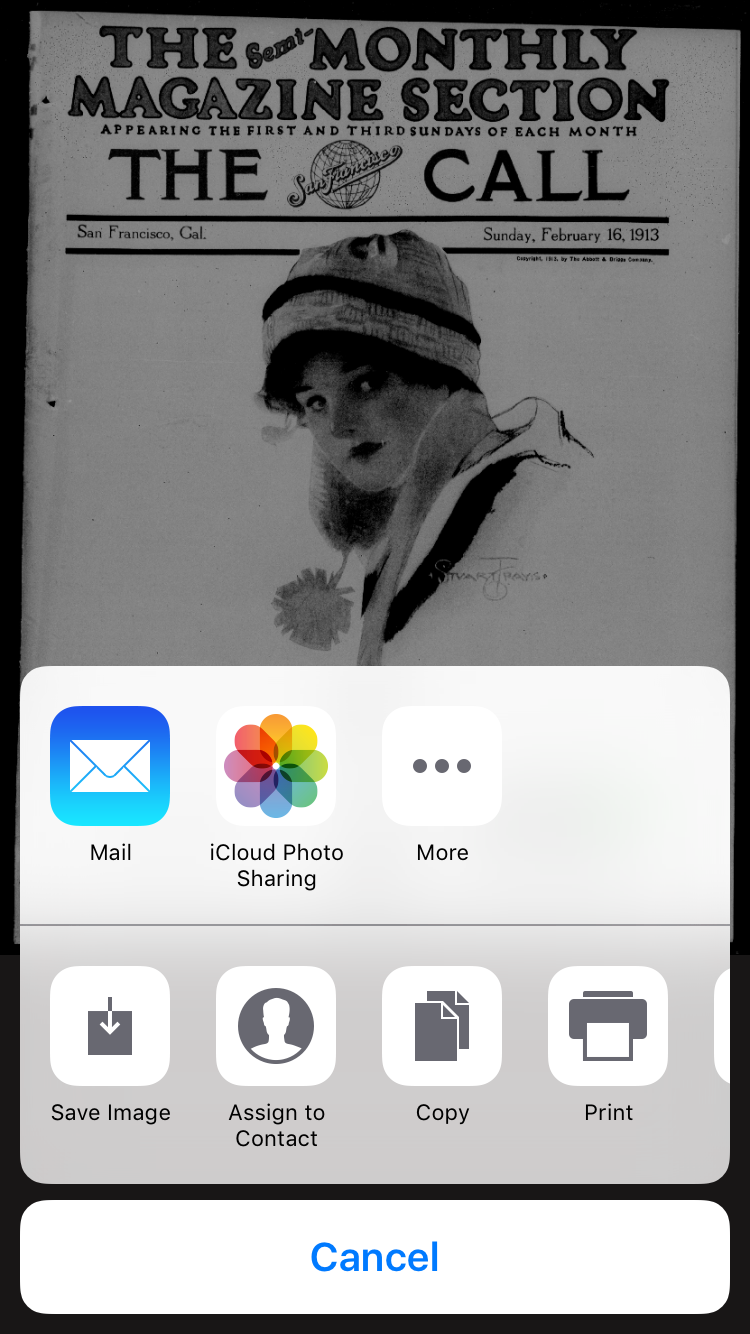 THE Semi- MONTHLY
MAGAZINE SECTION
APPEARING THE FIRST AND THIRD SUNDAYS OF EACH MONTH
THE San Francisco CALL
San Francisco, Cal. Sunday, February 16, 1913
Copyright, 1913, by The Abbott & Briggs Company.
Stuart Travis.
Mail
iCloud Photo
Sharing
More
Save Image
Assign to
Contact
Copy
Print
Cancel